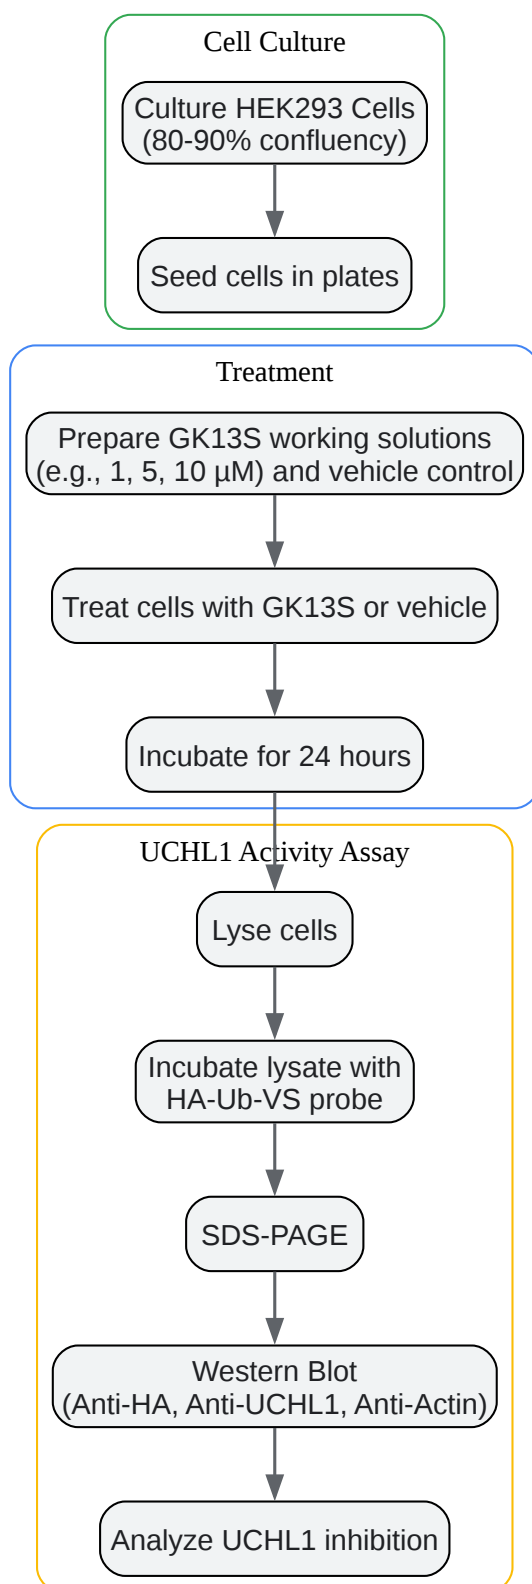 Cell Culture
Culture HEK293 Cells
(80-90% confluency)
Seed cells in plates
Treatment
Prepare GK13S working solutions
(e.g., 1, 5, 10 µM) and vehicle control
Treat cells with GK13S or vehicle
Incubate for 24 hours
UCHL1 Activity Assay
Lyse cells
Incubate lysate with
HA-Ub-VS probe
SDS-PAGE
Western Blot
(Anti-HA, Anti-UCHL1, Anti-Actin)
Analyze UCHL1 inhibition